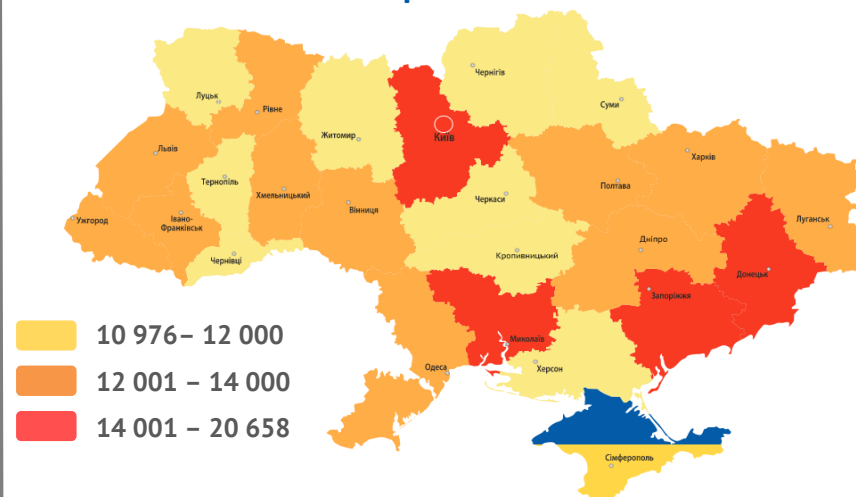 Чернігів
Луцьк
Суми
Рівне
Житомир
Київ
Львів
Харків
Тернопіль
Хмельницький
Полтава
Черкаси
Вінниця
Ужгород
Івано-
Франківськ
Луганськ
Дніпро
Чернівці
Кропивницький
Донецьк
Запоріжжя
10 976– 12 000
Миколаїв
Одеса
Херсон
12 001 – 14 000
14 001 – 20 658
Сімферополь